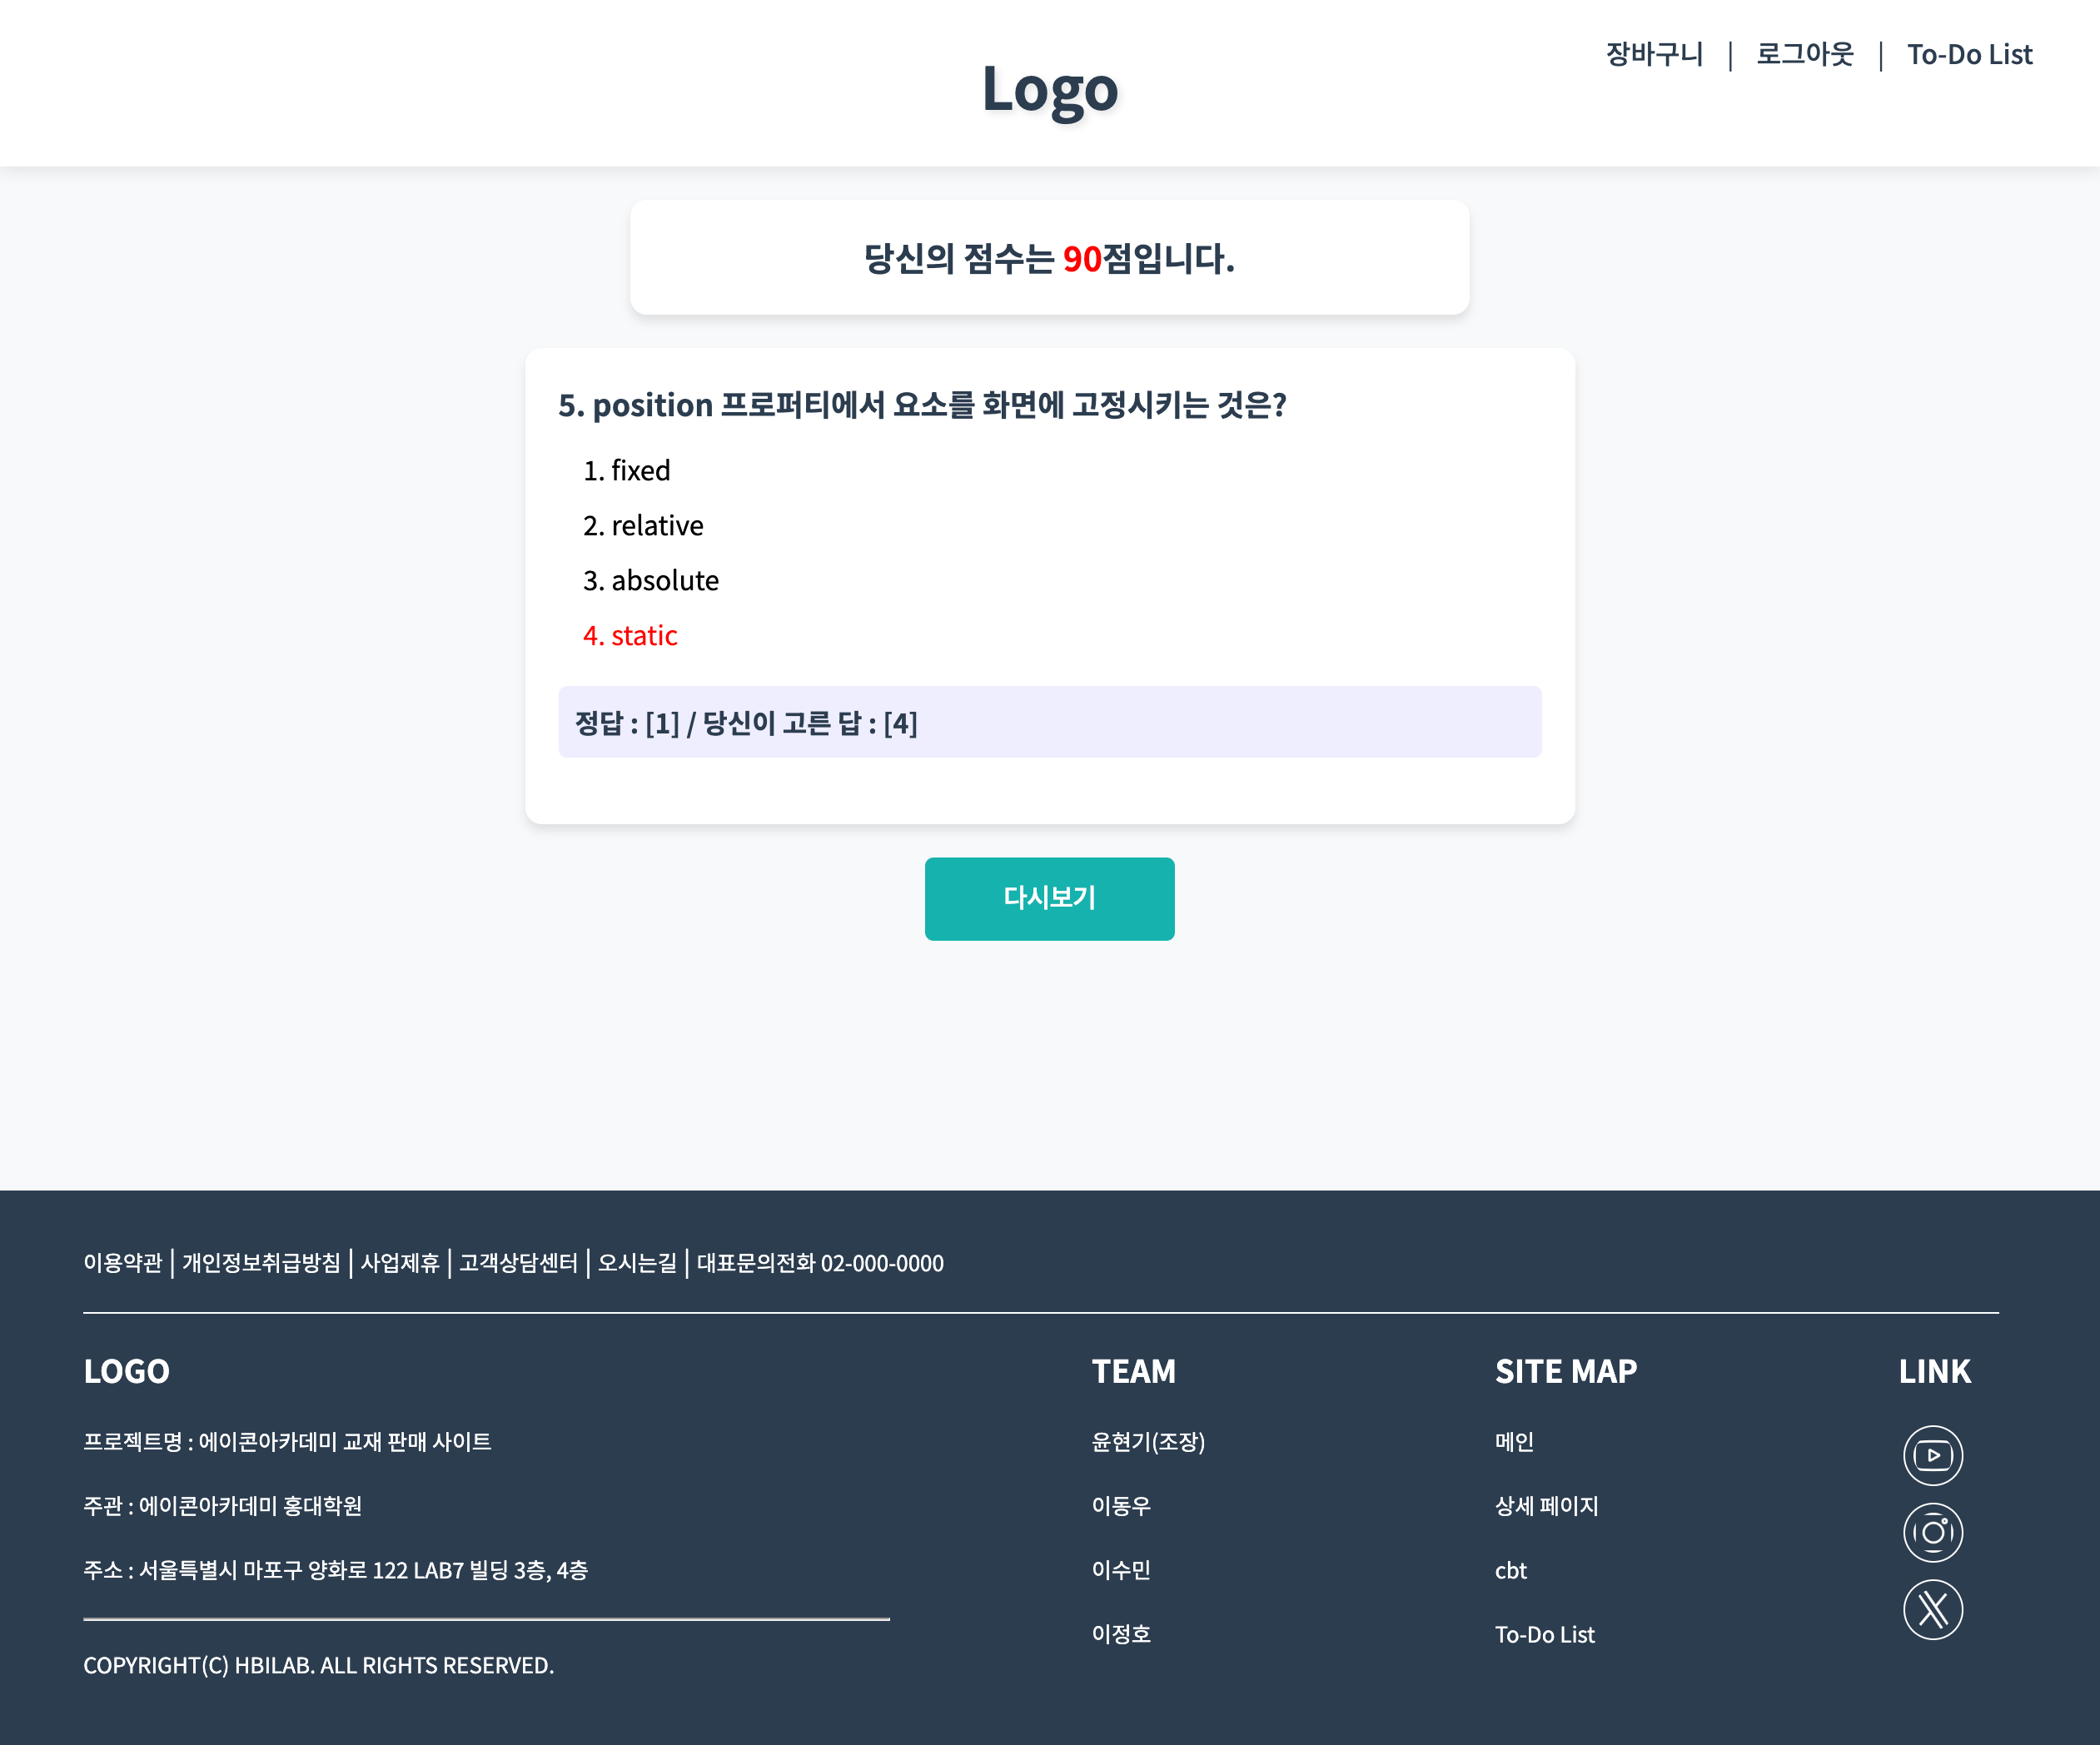 장바구니 | 로그아웃 | To-Do List
Logo
당신의 점수는 90점입니다.
5. position 프로퍼티에서 요소를 화면에 고정시키는 것은?
1. fixed
2. relative
3. absolute
4. static
정답 : [1] / 당신이 고른 답 : [4]
다시보기
이용약관 | 개인정보취급방침 | 사업제휴 | 고객상담센터 | 오시는길 | 대표문의전화 02-000-0000
LOGO
프로젝트명 : 에이콘아카데미 교재 판매 사이트
주관 : 에이콘아카데미 홍대학원
주소 : 서울특별시 마포구 양화로 122 LAB7 빌딩 3층, 4층
COPYRIGHT(C) HBILAB. ALL RIGHTS RESERVED.
TEAM
윤현기(조장)
이동우
이수민
이정호
SITE MAP
메인
상세 페이지
cbt
To-Do List
LINK